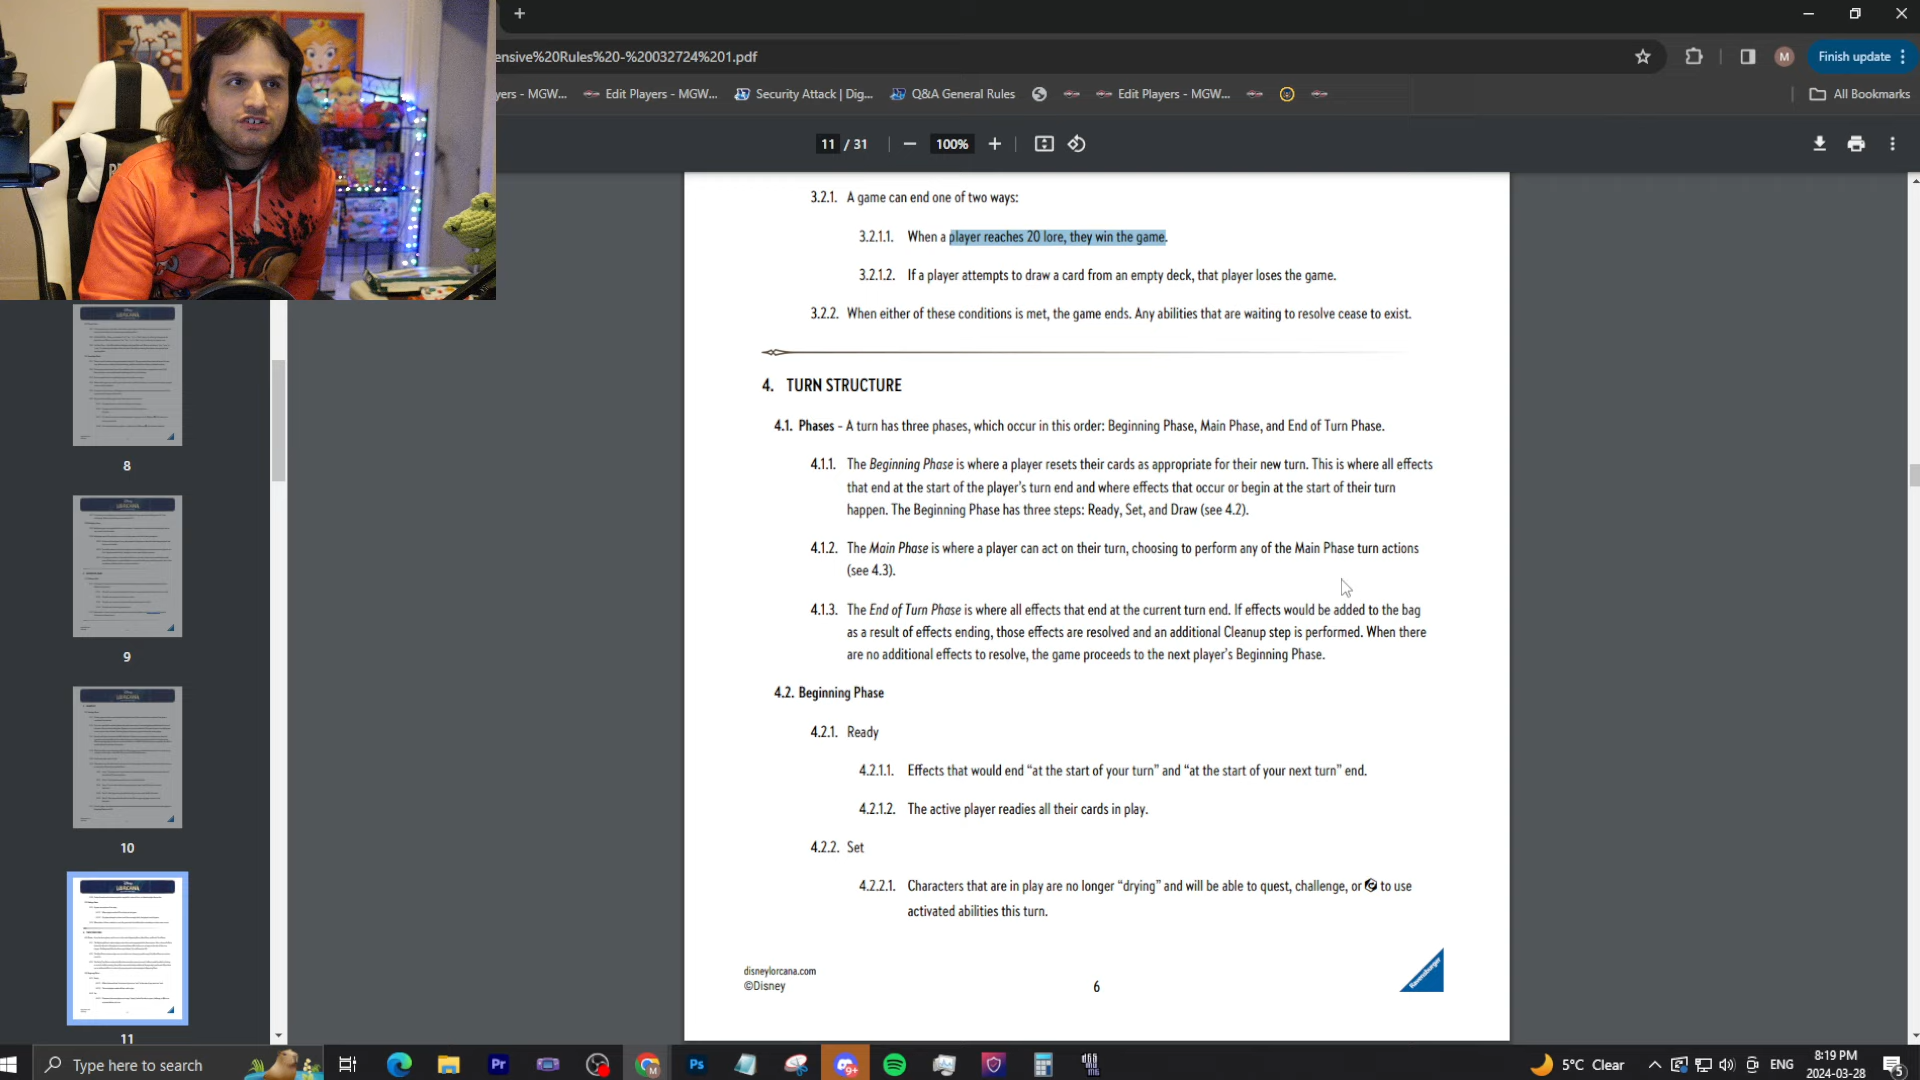 ensive%20Rules%20-%20032724%201.pdf
M
Finish update
yers - MGW...
Edit Players - MGW...
Security Attack | Dig...
Q&A General Rules
Edit Players - MGW...
All Bookmarks
11 / 31
100%
3.2.1. A game can end one of two ways:
3.2.1.1. When a player reaches 20 lore, they win the game.
3.2.1.2. If a player attempts to draw a card from an empty deck, that player loses the game.
3.2.2. When either of these conditions is met, the game ends. Any abilities that are waiting to resolve cease to exist.
4. TURN STRUCTURE
4.1. Phases - A turn has three phases, which occur in this order: Beginning Phase, Main Phase, and End of Turn Phase.
4.1.1. The Beginning Phase is where a player resets their cards as appropriate for their new turn. This is where all effects
that end at the start of the player's turn end and where effects that occur or begin at the start of their turn
happen. The Beginning Phase has three steps: Ready, Set, and Draw (see 4.2).
4.1.2. The Main Phase is where a player can act on their turn, choosing to perform any of the Main Phase turn actions
(see 4.3).
4.1.3. The End of Turn Phase is where all effects that end at the current turn end. If effects would be added to the bag
as a result of effects ending, those effects are resolved and an additional Cleanup step is performed. When there
are no additional effects to resolve, the game proceeds to the next player's Beginning Phase.
4.2. Beginning Phase
4.2.1. Ready
4.2.1.1. Effects that would end “at the start of your turn” and “at the start of your next turn” end.
4.2.1.2. The active player readies all their cards in play.
4.2.2. Set
4.2.2.1. Characters that are in play are no longer “drying” and will be able to quest, challenge, or to use
activated abilities this turn.
disneylorcana.com
©Disney
6
Ravensburger
8
9
10
11
Type here to search
Pr
Ps
9+
5°C Clear
ENG
8:19 PM
2024-03-28
5